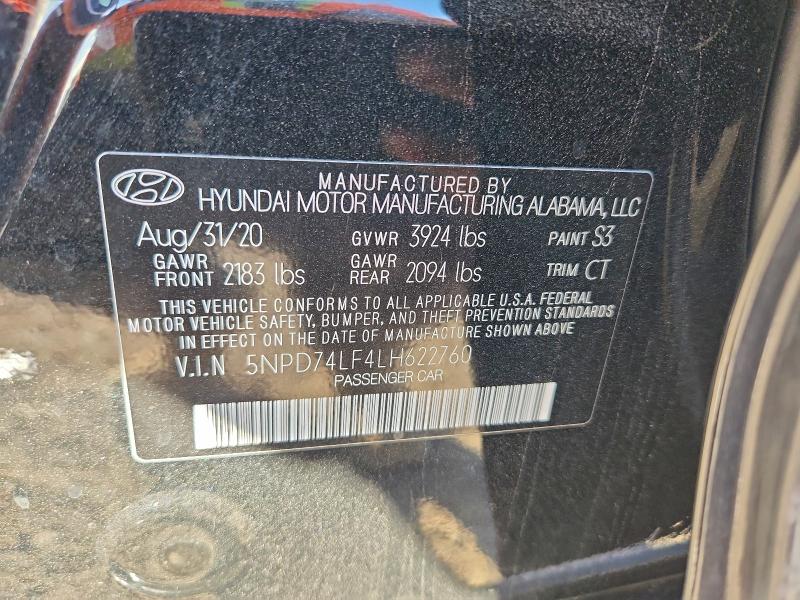 MANUFACTURED BY
HYUNDAI MOTOR MANUFACTURING ALABAMA, LLC
Aug/31/20 GVWR 3924 lbs PAINT S3
GAWR FRONT 2183 lbs GAWR REAR 2094 lbs TRIM CT
THIS VEHICLE CONFORMS TO ALL APPLICABLE U.S.A. FEDERAL
MOTOR VEHICLE SAFETY, BUMPER, AND THEFT PREVENTION STANDARDS
IN EFFECT ON THE DATE OF MANUFACTURE SHOWN ABOVE
V.I.N 5NPD74LF4LH622760
PASSENGER CAR